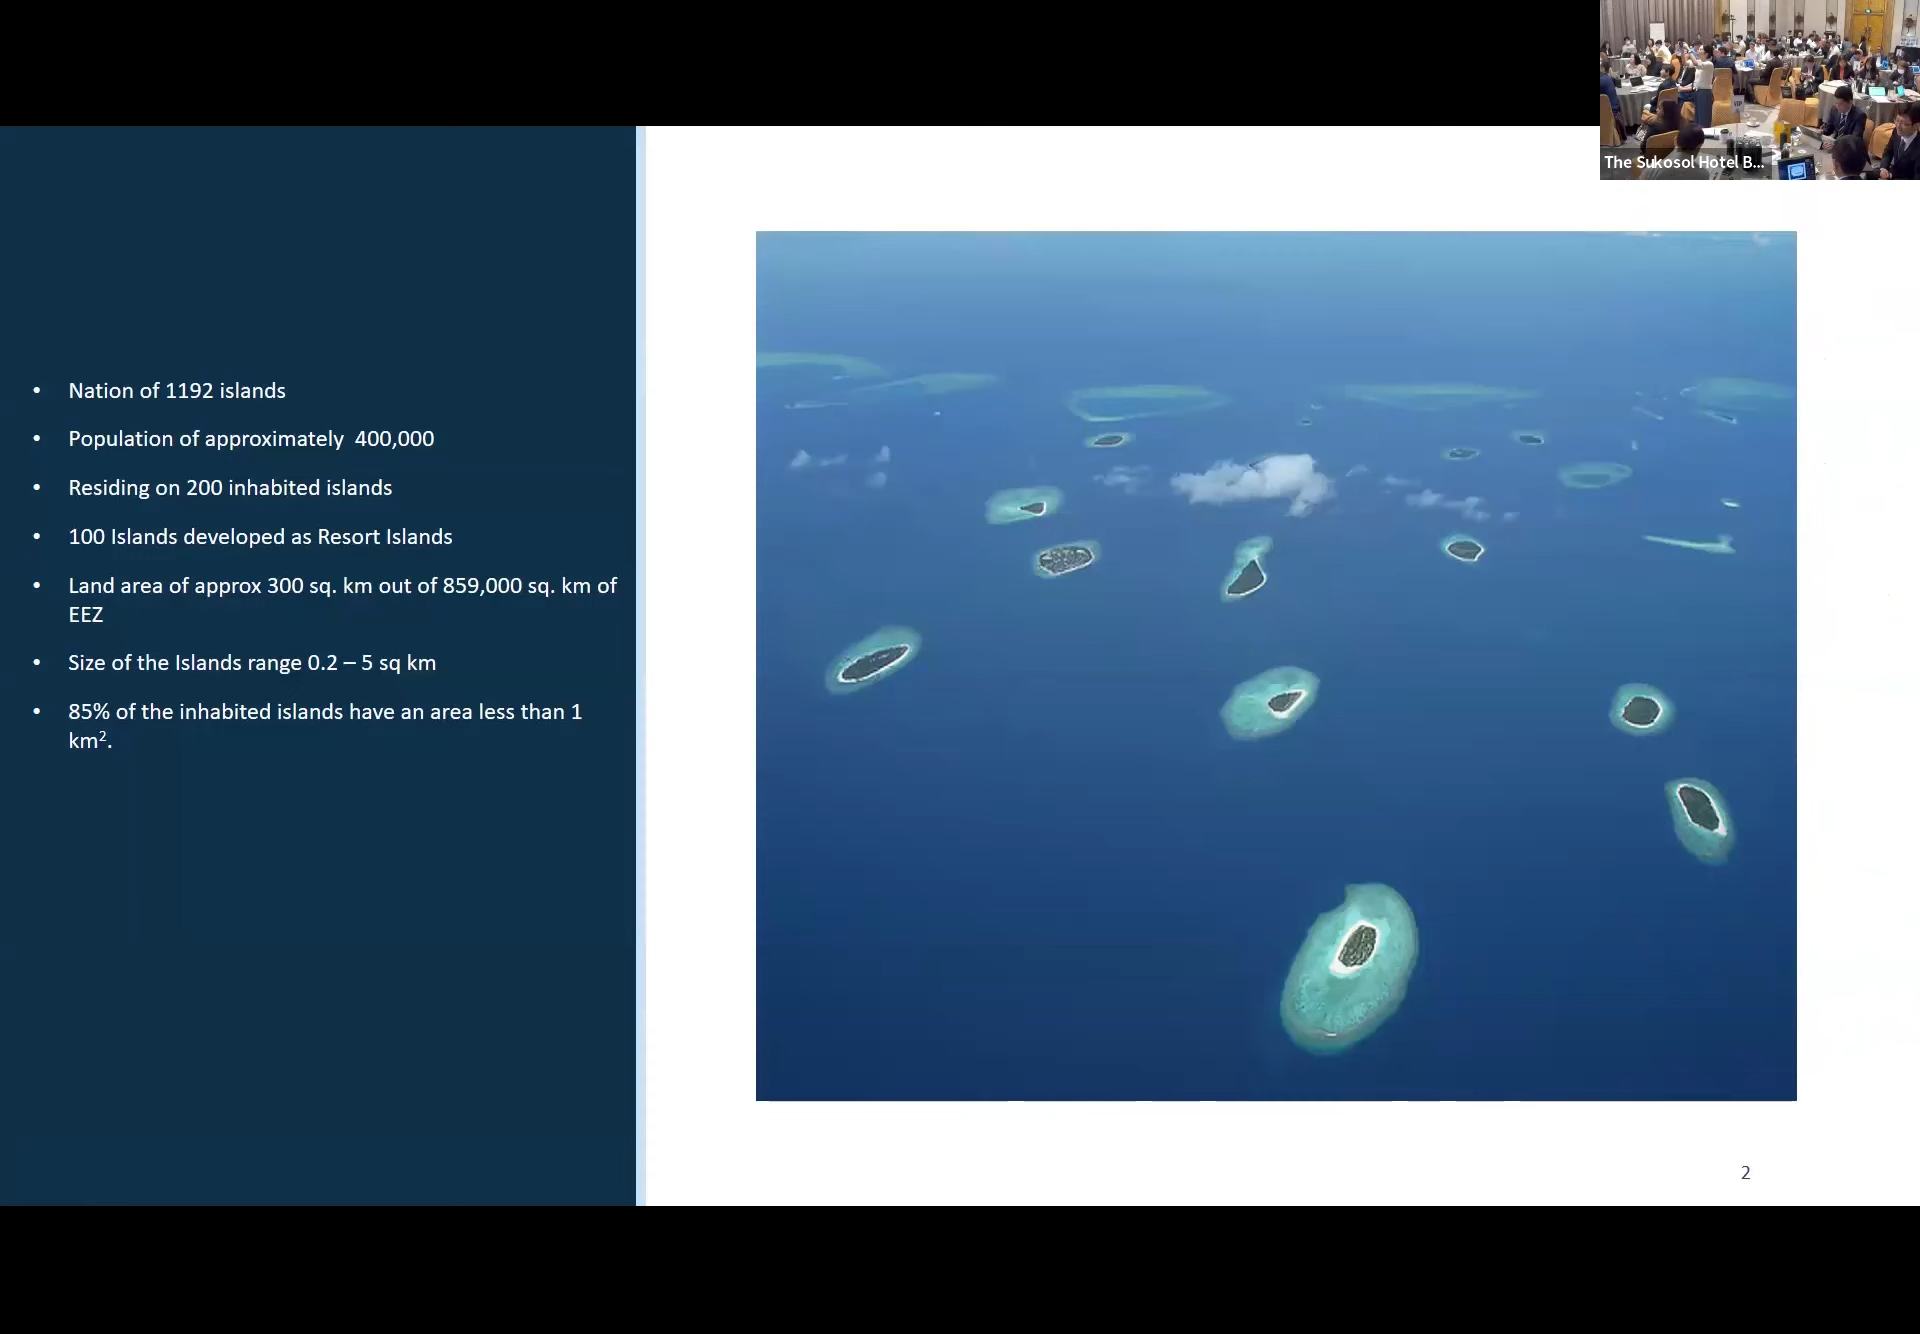 The Sukosol Hotel B...
• Nation of 1192 islands
• Population of approximately  400,000
• Residing on 200 inhabited islands
• 100 Islands developed as Resort Islands
• Land area of approx 300 sq. km out of 859,000 sq. km of
EEZ
• Size of the Islands range 0.2 – 5 sq km
• 85% of the inhabited islands have an area less than 1
km².
2